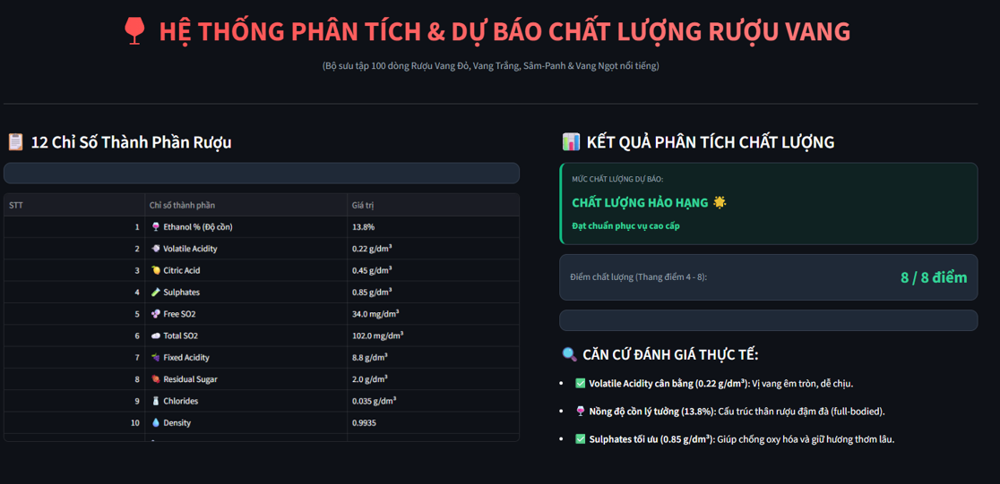 HỆ THỐNG PHÂN TÍCH & DỰ BÁO CHẤT LƯỢNG RƯỢU VANG
(Bộ sưu tập 100 dòng Rượu Vang Đỏ, Vang Trắng, Sâm-Panh & Vang Ngọt nổi tiếng)
12 Chỉ Số Thành Phần Rượu
STT Chỉ số thành phần Giá trị
1 Ethanol % (Độ cồn) 13.8%
2 Volatile Acidity 0.22 g/dm³
3 Citric Acid 0.45 g/dm³
4 Sulphates 0.85 g/dm³
5 Free SO2 34.0 mg/dm³
6 Total SO2 102.0 mg/dm³
7 Fixed Acidity 8.8 g/dm³
8 Residual Sugar 2.0 g/dm³
9 Chlorides 0.035 g/dm³
10 Density 0.9935
KẾT QUẢ PHÂN TÍCH CHẤT LƯỢNG
MỨC CHẤT LƯỢNG DỰ BÁO:
CHẤT LƯỢNG HẢO HẠNG
Đạt chuẩn phục vụ cao cấp
Điểm chất lượng (Thang điểm 4 - 8): 8 / 8 điểm
CĂN CỨ ĐÁNH GIÁ THỰC TẾ:
Volatile Acidity cân bằng (0.22 g/dm³): Vị vang êm tròn, dễ chịu.
Nồng độ cồn lý tưởng (13.8%): Cấu trúc thân rượu đậm đà (full-bodied).
Sulphates tối ưu (0.85 g/dm³): Giúp chống oxy hóa và giữ hương thơm lâu.